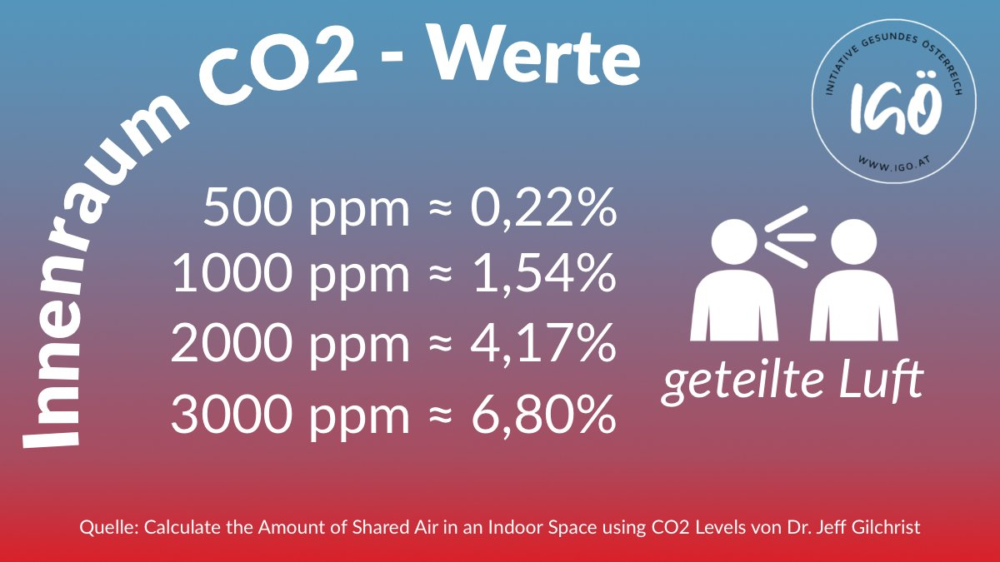 Innenraum CO2 - Werte
INITIATIVE GESUNDES ÖSTERREICH
IGÖ
WWW.IGO.AT
500 ppm ≈ 0,22%
1000 ppm ≈ 1,54%
2000 ppm ≈ 4,17%
3000 ppm ≈ 6,80%
geteilte Luft
Quelle: Calculate the Amount of Shared Air in an Indoor Space using CO2 Levels von Dr. Jeff Gilchrist